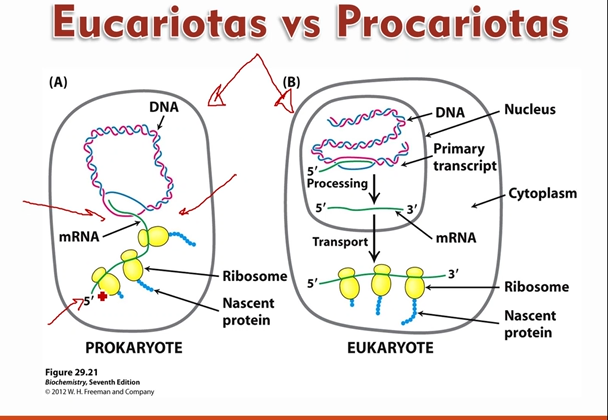 Eucariotas vs Procariotas
(A)
DNA
mRNA
5'
Ribosome
Nascent
protein
PROKARYOTE
(B)
DNA
Nucleus
Primary
transcript
5'
Processing
Cytoplasm
5'
3'
mRNA
Transport
5'
3'
Ribosome
Nascent
protein
EUKARYOTE
Figure 29.21
Biochemistry, Seventh Edition
© 2012 W. H. Freeman and Company